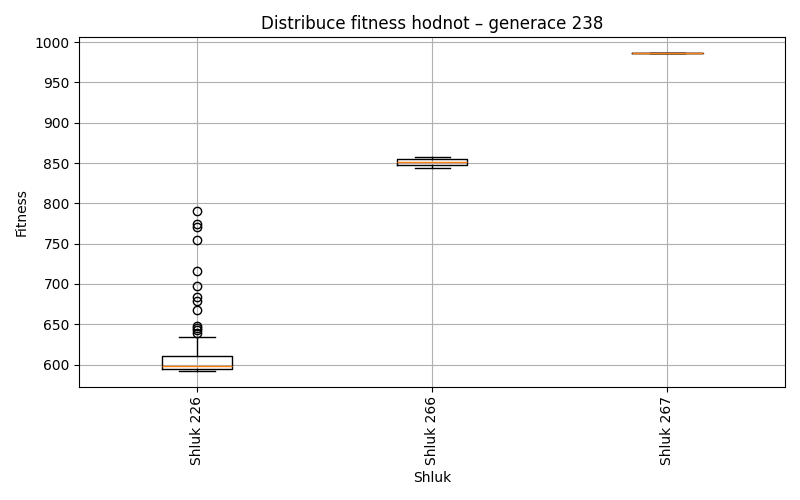 Distribuce fitness hodnot – generace 238
Fitness
1000
950
900
850
800
750
700
650
600
Shluk 226
Shluk 266
Shluk 267
Shluk